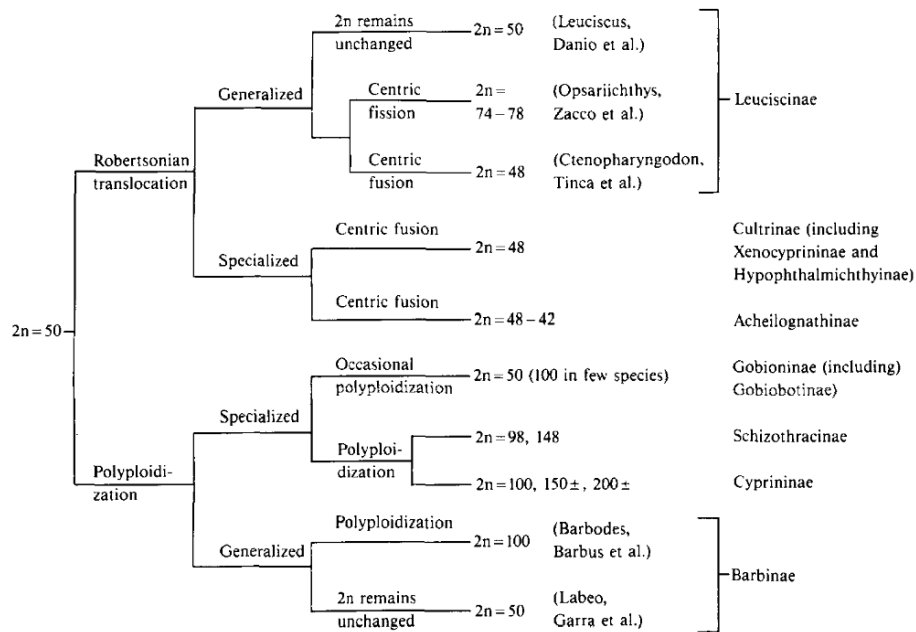 2n remains
unchanged
2n=50
(Leuciscus,
Danio et al.)
Generalized
Centric
fission
2n=
74–78
(Opsariichthys,
Zacco et al.)
Leuciscinae
Robertsonian
translocation
Centric
fusion
2n=48
(Ctenopharyngodon,
Tinca et al.)
Centric fusion
2n=48
Cultrinae (including
Xenocyprininae and
Hypophthalmichthyinae)
Specialized
Centric fusion
2n=48–42
Acheilognathinae
2n=50
Occasional
polyploidization
2n=50 (100 in few species)
Gobioninae (including)
Gobiobotinae)
Specialized
Polyploi-
dization
2n=98, 148
Schizothracinae
2n=100, 150±, 200±
Cyprininae
Polyploidi-
zation
Polyploidization
2n=100
(Barbodes,
Barbus et al.)
Generalized
Barbinae
2n remains
unchanged
2n=50
(Labeo,
Garra et al.)